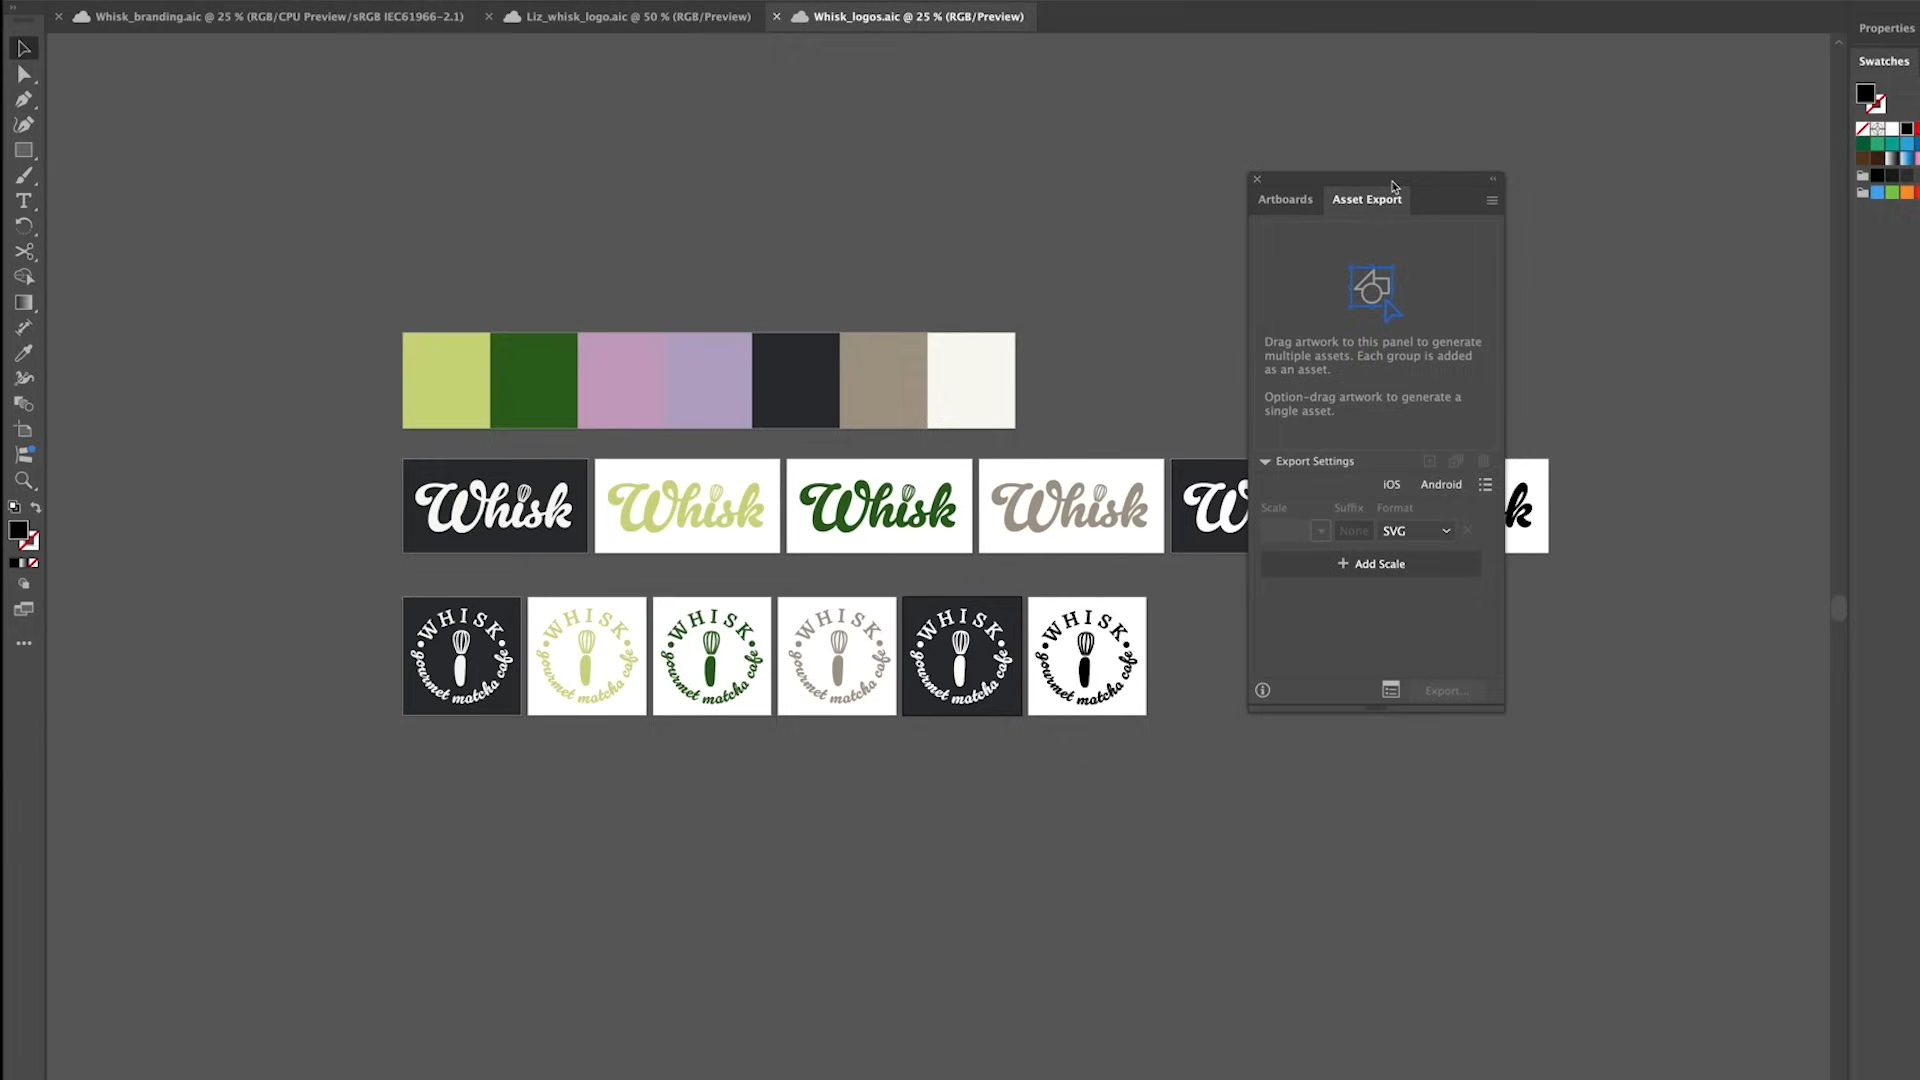 Whisk_branding.aic @ 25 % (RGB/CPU Preview/sRGB IEC61966-2.1)
Liz_whisk_logo.aic @ 50 % (RGB/Preview)
Whisk_logos.aic @ 25 % (RGB/Preview)
Properties
Swatches
Artboards
Asset Export
Drag artwork to this panel to generate
multiple assets. Each group is added
as an asset.
Option-drag artwork to generate a
single asset.
Export Settings
iOS
Android
Scale
Suffix
Format
None
SVG
+ Add Scale
Export...
Whisk
Whisk
Whisk
Whisk
W
k
WHISK
gourmet matcha cafe
WHISK
gourmet matcha cafe
WHISK
gourmet matcha cafe
WHISK
gourmet matcha cafe
WHISK
gourmet matcha cafe
WHISK
gourmet matcha cafe